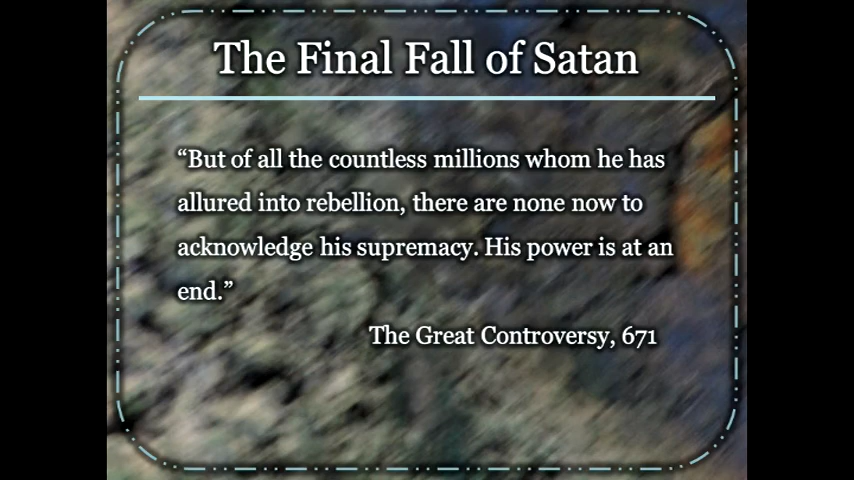 The Final Fall of Satan
“But of all the countless millions whom he has
allured into rebellion, there are none now to
acknowledge his supremacy. His power is at an
end.”
The Great Controversy, 671